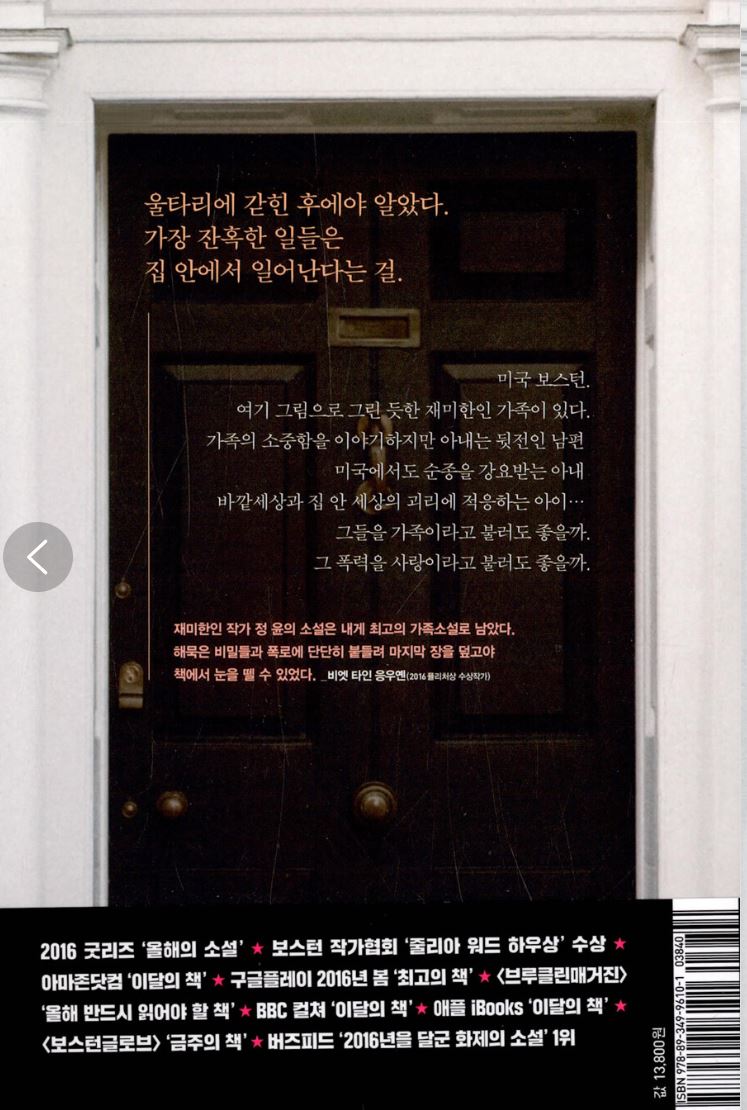 울타리에 갇힌 후에야 알았다.
가장 잔혹한 일들은
집 안에서 일어난다는 걸.
미국 보스턴.
여기 그림으로 그린 듯한 재미한인 가족이 있다.
가족의 소중함을 이야기하지만 아내는 뒷전인 남편
미국에서도 순종을 강요받는 아내
바깥세상과 집 안 세상의 괴리에 적응하는 아이…
그들을 가족이라고 불러도 좋을까.
그 폭력을 사랑이라고 불러도 좋을까.
재미한인 작가 정 윤의 소설은 내게 최고의 가족소설로 남았다.
해묵은 비밀들과 폭로에 단단히 붙들려 마지막 장을 덮고야
책에서 눈을 뗄 수 있었다. _비엣 타인 응우옌(2016 퓰리처상 수상작가)
2016 굿리즈 ‘올해의 소설’ ★ 보스턴 작가협회 ‘줄리아 워드 하우상’ 수상 ★
아마존닷컴 ‘이달의 책’ ★ 구글플레이 2016년 봄 ‘최고의 책’ ★ 〈브루클린매거진〉
‘올해 반드시 읽어야 할 책’ ★ BBC 컬쳐 ‘이달의 책’ ★ 애플 iBooks ‘이달의 책’ ★
〈보스턴글로브〉 ‘금주의 책’ ★ 버즈피드 ‘2016년을 달군 화제의 소설’ 1위
값 13,800원
ISBN 978-89-349-9610-1 03840